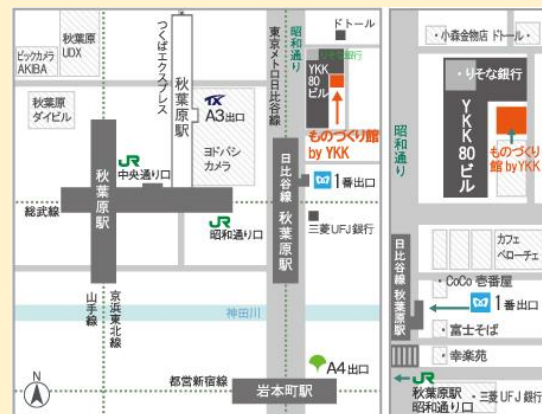 ビックカメラ
AKIBA
秋葉原
UDX
つくばエクスプレス
秋葉原駅
東京メトロ日比谷線
昭和通り
ドトール
りそな銀行
YKK
80
ビル
秋葉原
ダイビル
TX
A3出口
ヨドバシ
カメラ
ものづくり館
by YKK
JR
中央通り口
秋葉原駅
日比谷線 秋葉原駅
1番出口
総武線
JR
昭和通り口
三菱UFJ銀行
山手線
京浜東北線
神田川
N
都営新宿線
岩本町駅
A4出口
・小森金物店
ドトール・
・りそな銀行
昭和通り
YKK80ビル
ものづくり
館 by YKK
カフェ
ベローチェ
日比谷線 秋葉原駅
・CoCo壱番屋
1番出口
・富士そば
・幸楽苑
JR
秋葉原駅
昭和通り口
・三菱UFJ銀行